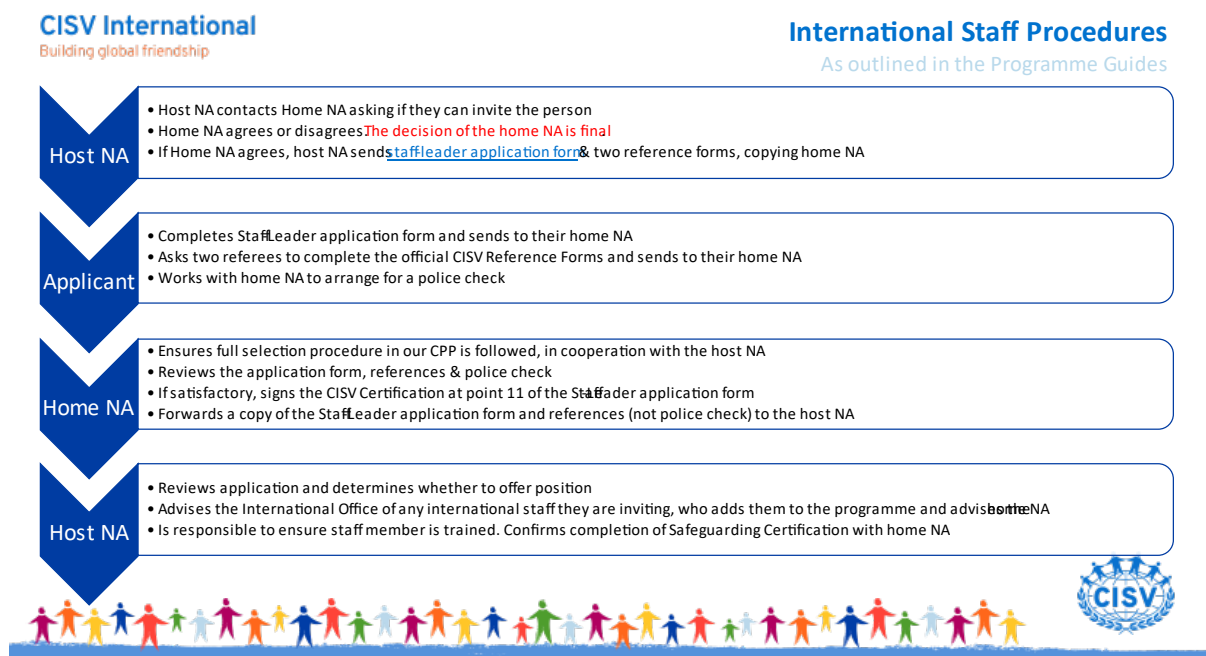 CISV International
Building global friendship
International Staff Procedures
As outlined in the Programme Guides
Host NA
• Host NA contacts Home NA asking if they can invite the person
• Home NA agrees or disagrees. The decision of the home NA is final
• If Home NA agrees, host NA sends staff-leader application form & two reference forms, copying home NA
Applicant
• Completes Staff-Leader application form and sends to their home NA
• Asks two referees to complete the official CISV Reference Forms and sends to their home NA
• Works with home NA to arrange for a police check
Home NA
• Ensures full selection procedure in our CPP is followed, in cooperation with the host NA
• Reviews the application form, references & police check
• If satisfactory, signs the CISV Certification at point 11 of the Staff-Leader application form
• Forwards a copy of the Staff-Leader application form and references (not police check) to the host NA
Host NA
• Reviews application and determines whether to offer position
• Advises the International Office of any international staff they are inviting, who adds them to the programme and advises the home NA
• Is responsible to ensure staff member is trained. Confirms completion of Safeguarding Certification with home NA
CISV